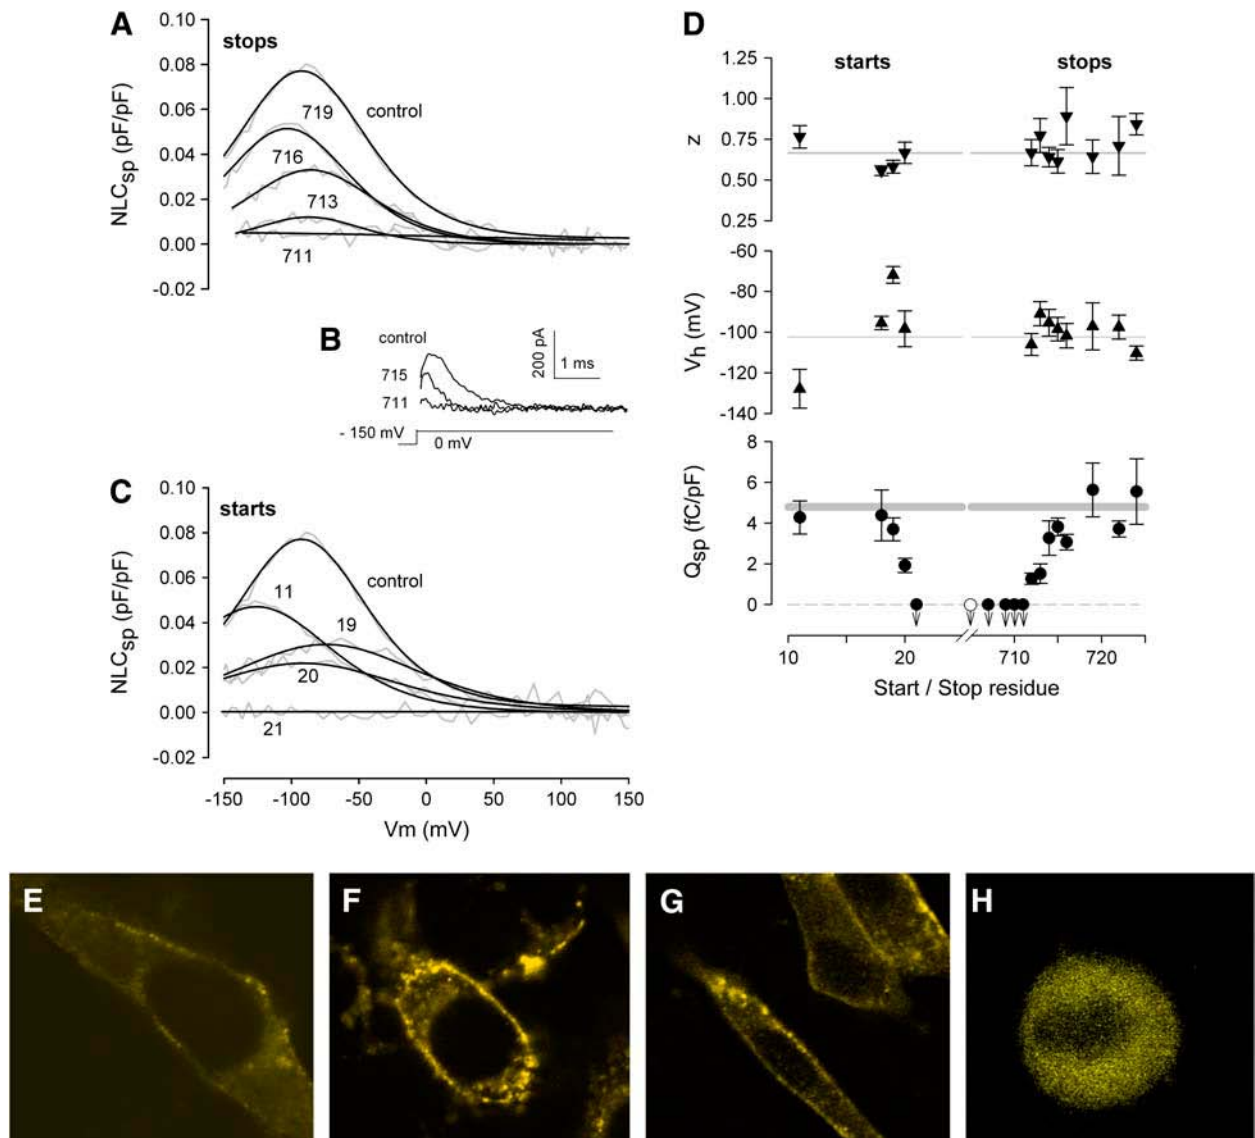 A
stops
NLCsp (pF/pF)
0.10
0.08
0.06
0.04
0.02
0.00
-0.02
control
719
716
713
711
B
control
715
711
200 pA
1 ms
- 150 mV
0 mV
C
starts
NLCsp (pF/pF)
0.10
0.08
0.06
0.04
0.02
0.00
-0.02
control
11
19
20
21
-150 -100 -50 0 50 100 150
Vm (mV)
D
starts stops
z
1.25
1.00
0.75
0.50
0.25
Vh (mV)
-60
-80
-100
-120
-140
Qsp (fC/pF)
8
6
4
2
0
10 20 710 720
Start / Stop residue
E
F
G
H